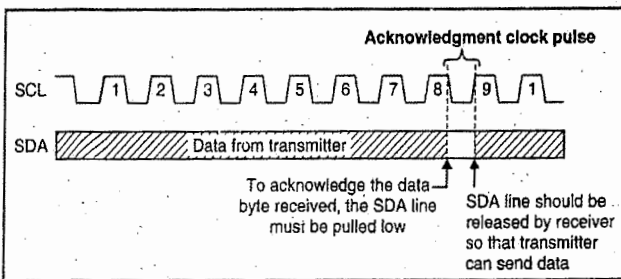 Acknowledgment clock pulse
SCL 1 2 3 4 5 6 7 8 9 1
SDA Data from transmitter
To acknowledge the data
byte received, the SDA line
must be pulled low
SDA line should be
released by receiver
so that transmitter
can send data